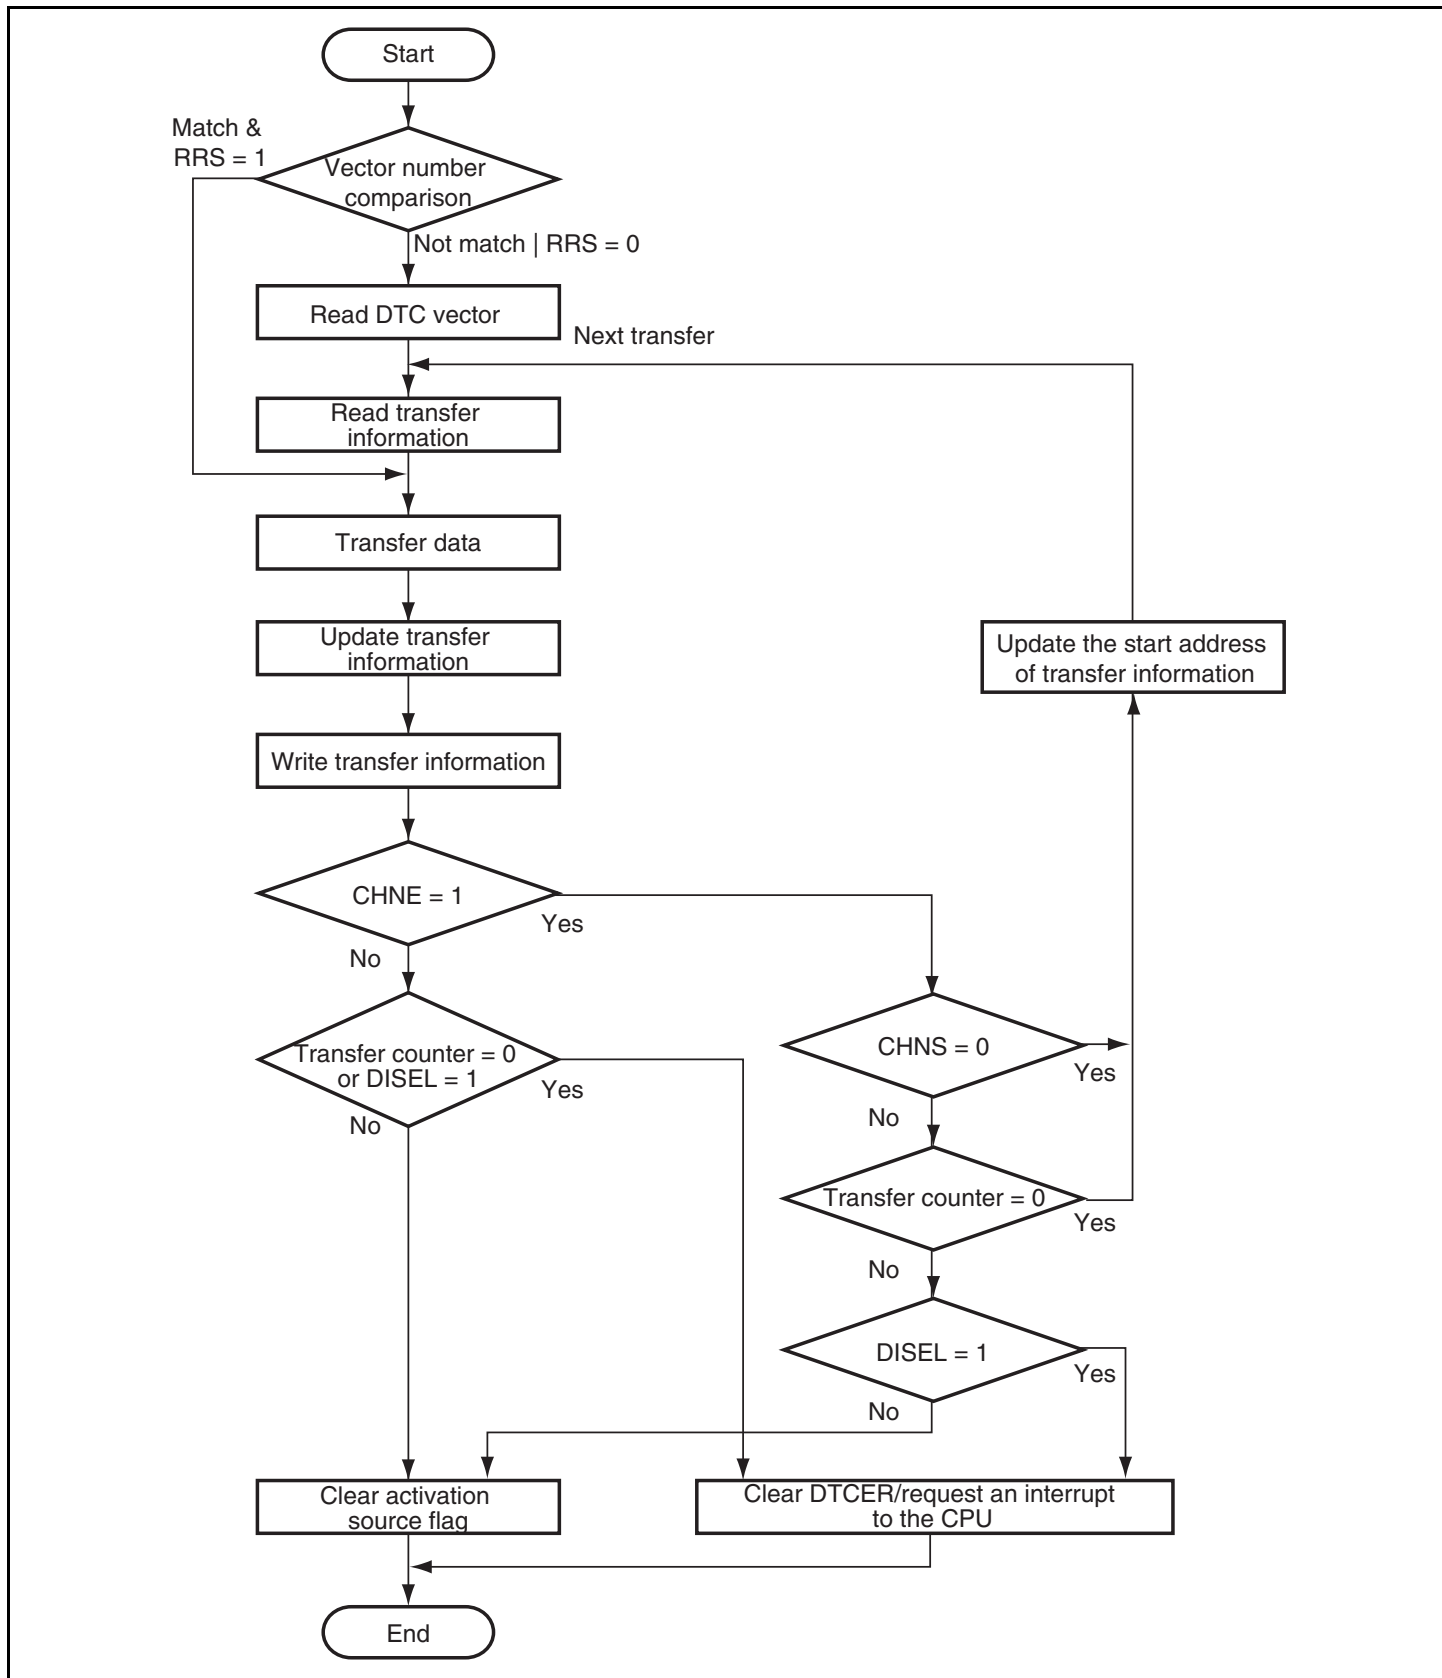 Start
Match &
RRS = 1
Vector number
comparison
Not match | RRS = 0
Read DTC vector
Next transfer
Read transfer
information
Transfer data
Update transfer
information
Update the start address
of transfer information
Write transfer information
CHNE = 1
Yes
No
Transfer counter = 0
or DISEL = 1
Yes
No
CHNS = 0
Yes
No
Transfer counter = 0
Yes
No
DISEL = 1
Yes
No
Clear activation
source flag
Clear DTCER/request an interrupt
to the CPU
End